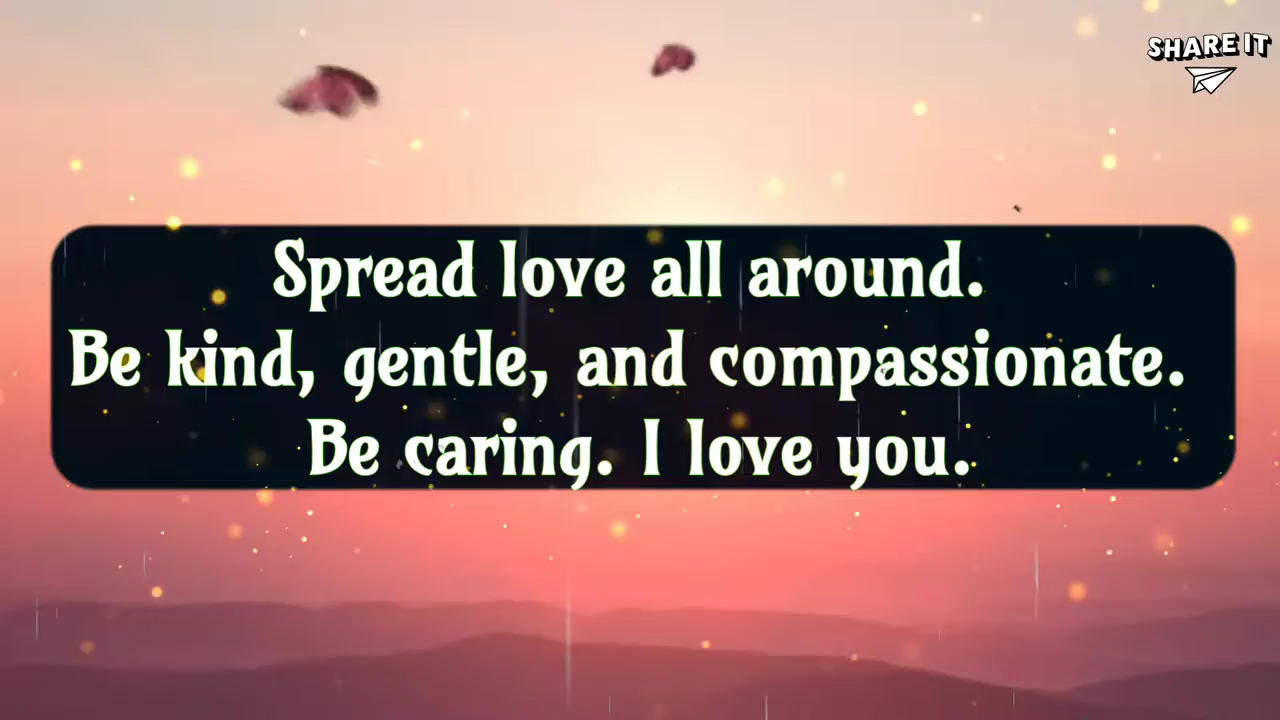 SHARE IT
Spread love all around.
Be kind, gentle, and compassionate.
Be caring. I love you.